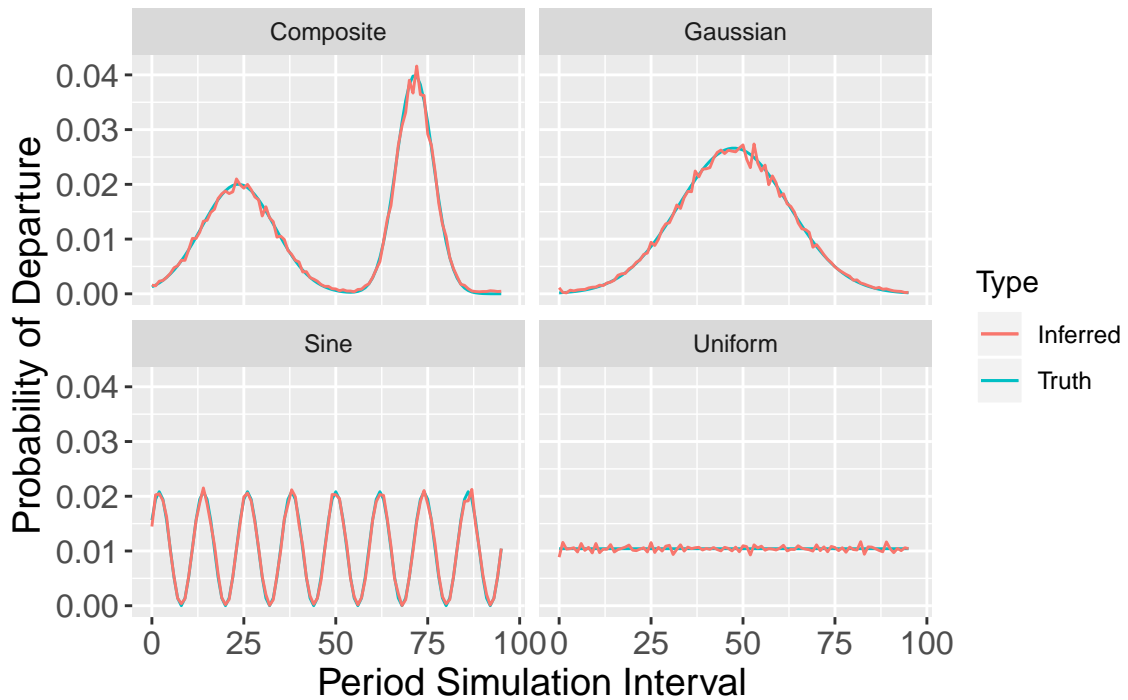 Composite
Gaussian
0.04
0.03
0.02
0.01
0.00
Sine
Uniform
0.04
0.03
0.02
0.01
0.00
0 25 50 75 100
0 25 50 75 100
Period Simulation Interval
Probability of Departure
Type
Inferred
Truth